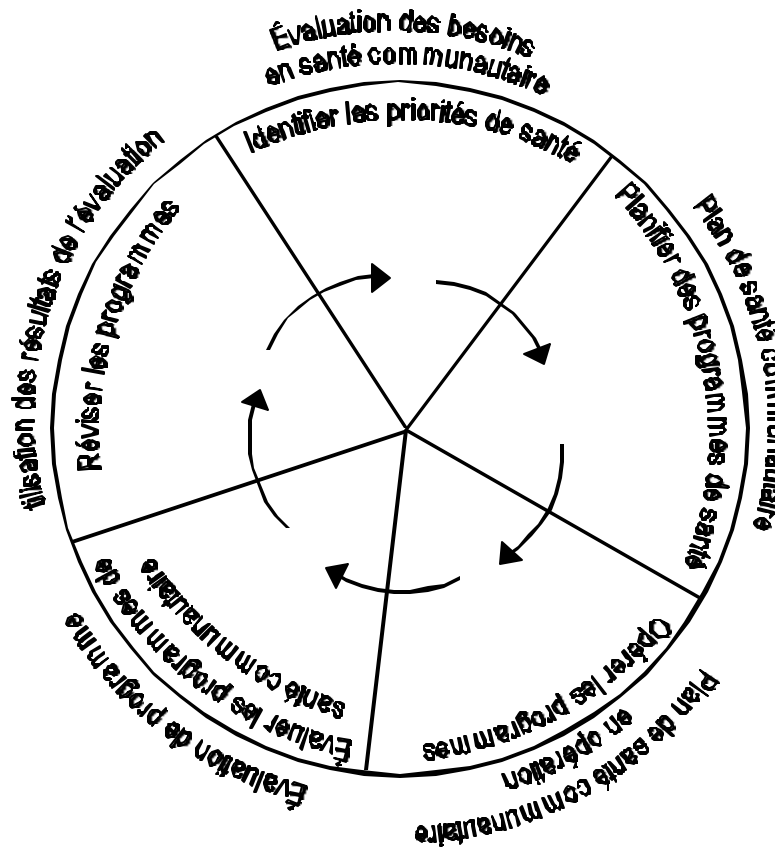 Évaluation des besoins
en santé communautaire
Identifier les priorités de santé
Plan de santé communautaire
Planifier des programmes de santé
Opérer les programmes
Plan de santé communautaire
en opération
Évaluer les programmes de
santé communautaire
Évaluation de programme
tilisation des résultats de l'évaluation
Réviser les programmes